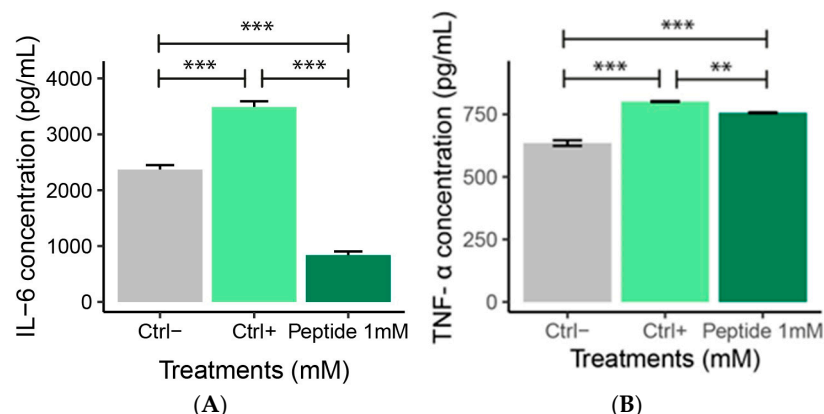 ***
***
***
IL−6 concentration (pg/mL)
4000
3000
2000
1000
0
Ctrl−
Ctrl+
Peptide 1mM
Treatments (mM)
(A)
***
***
**
TNF- α concentration (pg/mL)
750
500
250
0
Ctrl−
Ctrl+
Peptide 1mM
Treatments (mM)
(B)